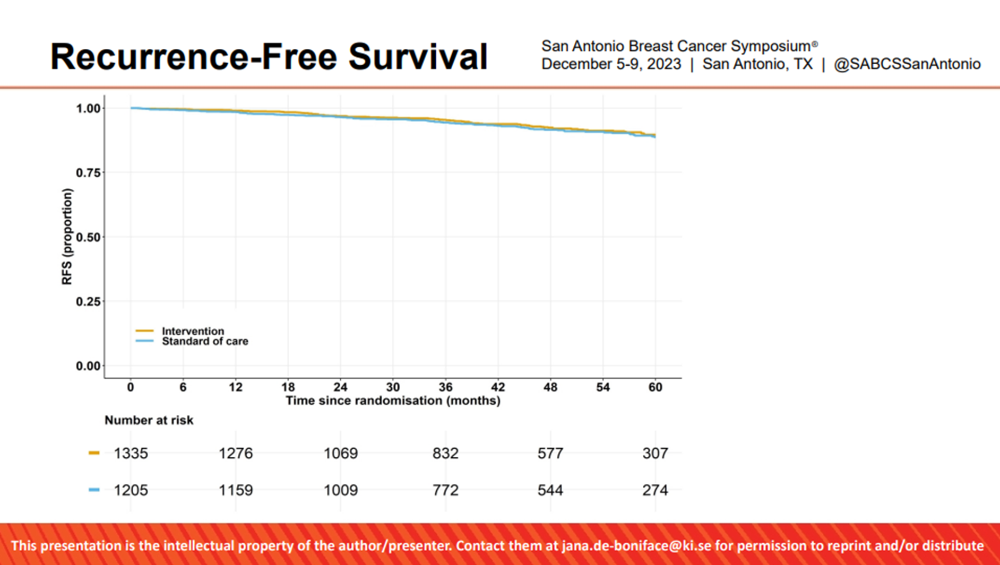 Recurrence-Free Survival
San Antonio Breast Cancer Symposium®
December 5-9, 2023 | San Antonio, TX | @SABCSSanAntonio
RFS (proportion)
1.00
0.75
0.50
0.25
0.00
Intervention
Standard of care
0 6 12 18 24 30 36 42 48 54 60
Time since randomisation (months)
Number at risk
1335 1276 1069 832 577 307
1205 1159 1009 772 544 274
This presentation is the intellectual property of the author/presenter. Contact them at jana.de-boniface@ki.se for permission to reprint and/or distribute